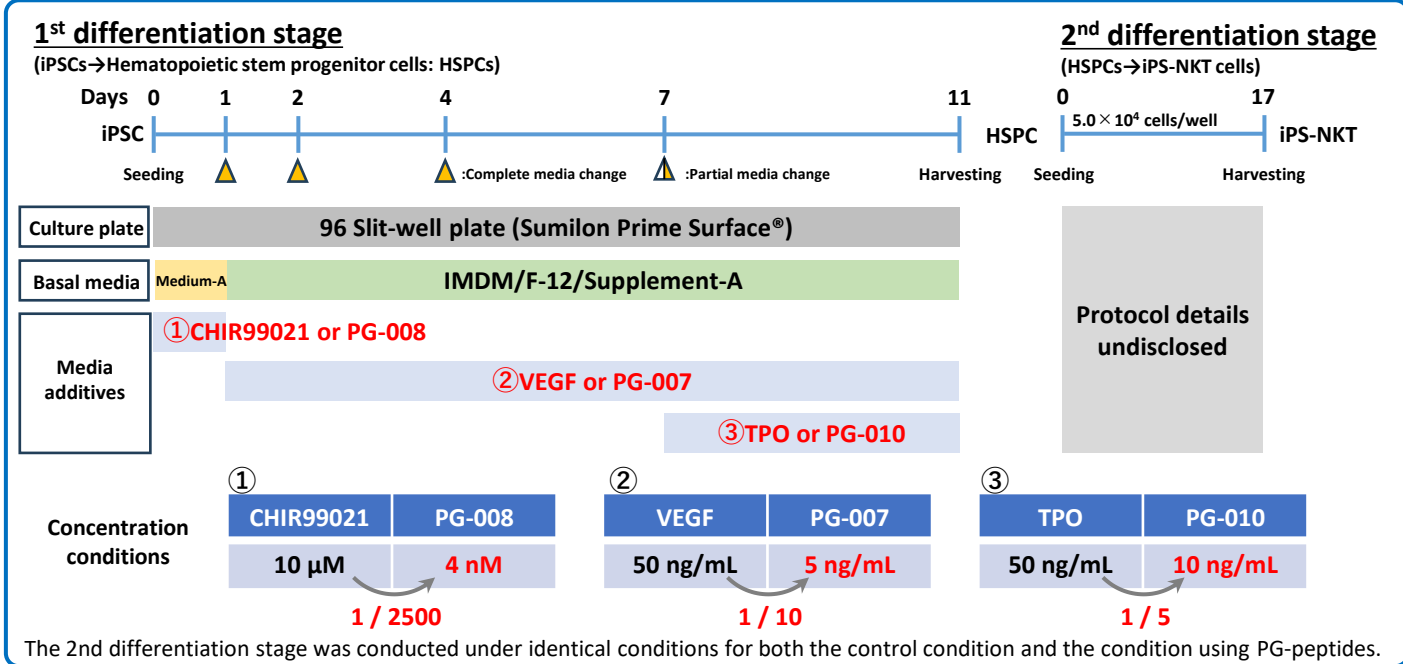 1st differentiation stage
(iPSCs→Hematopoietic stem progenitor cells: HSPCs)
2nd differentiation stage
(HSPCs→iPS-NKT cells)
Days 0 1 2 4 7 11
0 17
iPSC
HSPC
5.0×10⁴ cells/well
iPS-NKT
Seeding
:Complete media change
:Partial media change
Harvesting
Seeding
Harvesting
Culture plate
96 Slit-well plate (Sumilon Prime Surface®)
Basal media
Medium-A
IMDM/F-12/Supplement-A
Media
additives
①CHIR99021 or PG-008
②VEGF or PG-007
③TPO or PG-010
Protocol details
undisclosed
Concentration
conditions
①
CHIR99021 PG-008
10 μM 4 nM
1 / 2500
②
VEGF PG-007
50 ng/mL 5 ng/mL
1 / 10
③
TPO PG-010
50 ng/mL 10 ng/mL
1 / 5
The 2nd differentiation stage was conducted under identical conditions for both the control condition and the condition using PG-peptides.